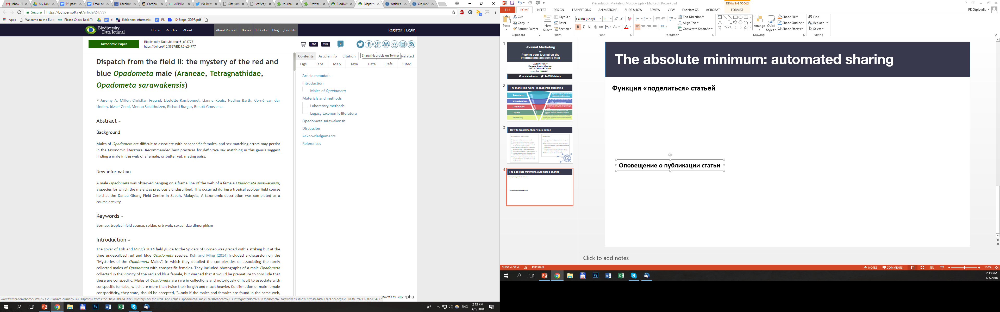 Inbox -
My Driv
PS pass
Email fo
Faceboo
Campai
ARPHA
(5) Twitt
Site und
leaflet_C
Journal
Browse
Biodiver
Dispatc
Articles
On mec
Secure
https://bdj.pensoft.net/article/24777/
Apps
Welcome to the Euro
Please Check Back To
d
Exhibitors Informatio
PS
10_Steps_GDPR.pdf
Biodiversity
Data Journal
Home
Articles
About
About Pensoft
Books
E-Books
Blog
Journals
Register | Login
Taxonomic Paper
Biodiversity Data Journal 6: e24777
https://doi.org/10.3897/BDJ.6.e24777
PDF
XML
0
Share this article on Twitter
Dispatch from the field II: the mystery of the red and
blue Opadometa male (Araneae, Tetragnathidae,
Opadometa sarawakensis)
Jeremy A. Miller, Christian Freund, Liselotte Rambonnet, Lianne Koets, Nadine Barth, Corné van der
Linden, József Geml, Menno Schilthuizen, Richard Burger, Benoit Goossens
Abstract
Background
Males of Opadometa are difficult to associate with conspecific females, and sex-matching errors may persist
in the taxonomic literature. Recommended best practices for definitive sex matching in this genus suggest
finding a male in the web of a female, or better yet, mating pairs.
New information
A male Opadometa was observed hanging on a frame line of the web of a female Opadometa sarawakensis,
a species for which the male was previously undescribed. This occurred during a tropical ecology field course
held at the Danau Girang Field Centre in Sabah, Malaysia. A taxonomic description was completed as a
course activity.
Keywords
Borneo, tropical field course, spider, orb web, sexual size dimorphism
Introduction
The cover of Koh and Ming's 2014 field guide to the Spiders of Borneo was graced with a striking but at the
time undescribed red and blue Opadometa species. Koh and Ming (2014) included a discussion on the
"Mysteries of the Opadometa Males", in which they detailed the complexities of associating the rarely
collected males of Opadometa with conspecific females. They included photographs of a male Opadometa
collected in the vicinity of the red and blue female, but warned that it would be premature to conclude that
these are conspecific. Males of Opadometa are rare in collections and notoriously difficult to associate with
conspecific females, which are more than twice their length and much heavier. Confirmation of male-female
conspecificity, they state, should be accepted, "...only if the males and females are found in the same web,
www.twitter.com/home?status=%23BioDataJournal%3A+Dispatch+from+the+field+II%3A+the+mystery+of+the+red+and+blue+Opadometa+male+%28Araneae%2C+Tetragnathidae%2C+Opadometa+sarawakensis%29+https%3A%2F%2Fdoi.org%2F10.3897%2FBDJ.6.e24777
Contents
Article info
Citation
Related
Figs
Tabs
Map
Taxa
Data
Refs
Cited
Article metadata
Introduction
Males of Opadometa
Materials and methods
Laboratory methods
Legacy taxonomic literature
Opadometa sarawakensis
Discussion
Acknowledgements
References
Powered by arpha
ENG
2:13 PM
4/5/2018
Presentation_Marketing_Moscow.pptx - Microsoft PowerPoint
DRAWING TOOLS
FILE
HOME
INSERT
DESIGN
TRANSITIONS
ANIMATIONS
SLIDE SHOW
REVIEW
VIEW
EndNote X8
ACROBAT
FORMAT
PR Otplovdiv
Paste
Cut
Copy
Format Painter
Clipboard
New
Slide
Layout
Reset
Section
Slides
Calibri (Body)
18
Font
Text Direction
Align Text
Convert to SmartArt
Paragraph
Arrange
Quick
Styles
Shape Fill
Shape Outline
Shape Effects
Drawing
Find
Replace
Select
Editing
1
Journal Marketing
or
Placing your journal on the
international academic map
Lyubomir Penev
Managing Director & Founder
ARPHA Platform & Pensoft
arpha PENSOFT
arphahub.com
@ARPHAplatform
2
The marketing funnel in academic publishing
Awareness
Consideration
Conversion
Loyalty
Advocacy
3
How to translate theory into action
4
The absolute minimum: automated sharing
Функция «поделиться» статьей
Оповещение о публикации статьи
The absolute minimum: automated sharing
Функция «поделиться» статьей
Оповещение о публикации статьи
Click to add notes
SLIDE 4 OF 4
RUSSIAN
NOTES
COMMENTS
110%
2:13 PM
4/5/2018